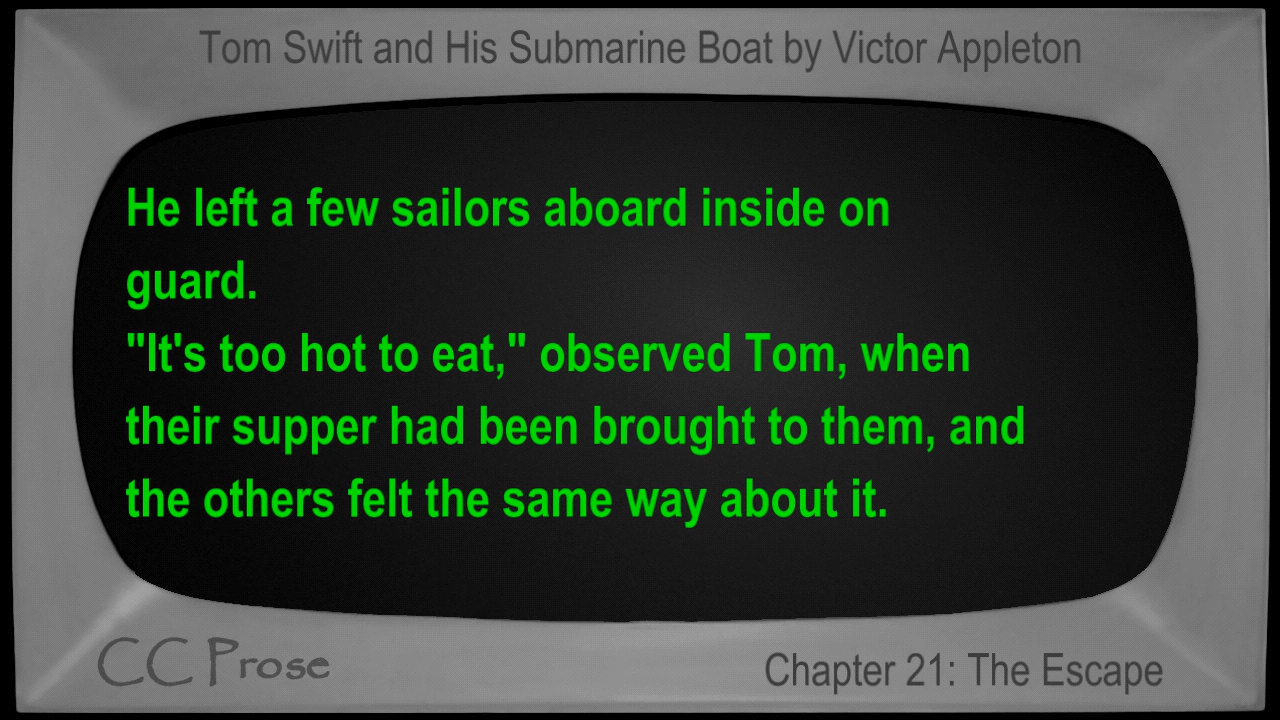 Tom Swift and His Submarine Boat by Victor Appleton
He left a few sailors aboard inside on
guard.
"It's too hot to eat," observed Tom, when
their supper had been brought to them, and
the others felt the same way about it.
CC Prose
Chapter 21: The Escape